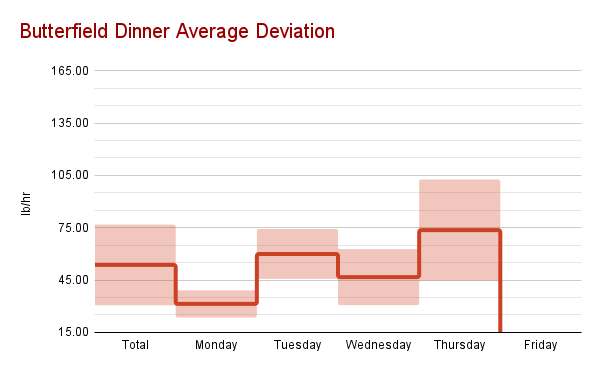 Butterfield Dinner Average Deviation
165.00
135.00
105.00
75.00
45.00
15.00
lb/hr
Total Monday Tuesday Wednesday Thursday Friday